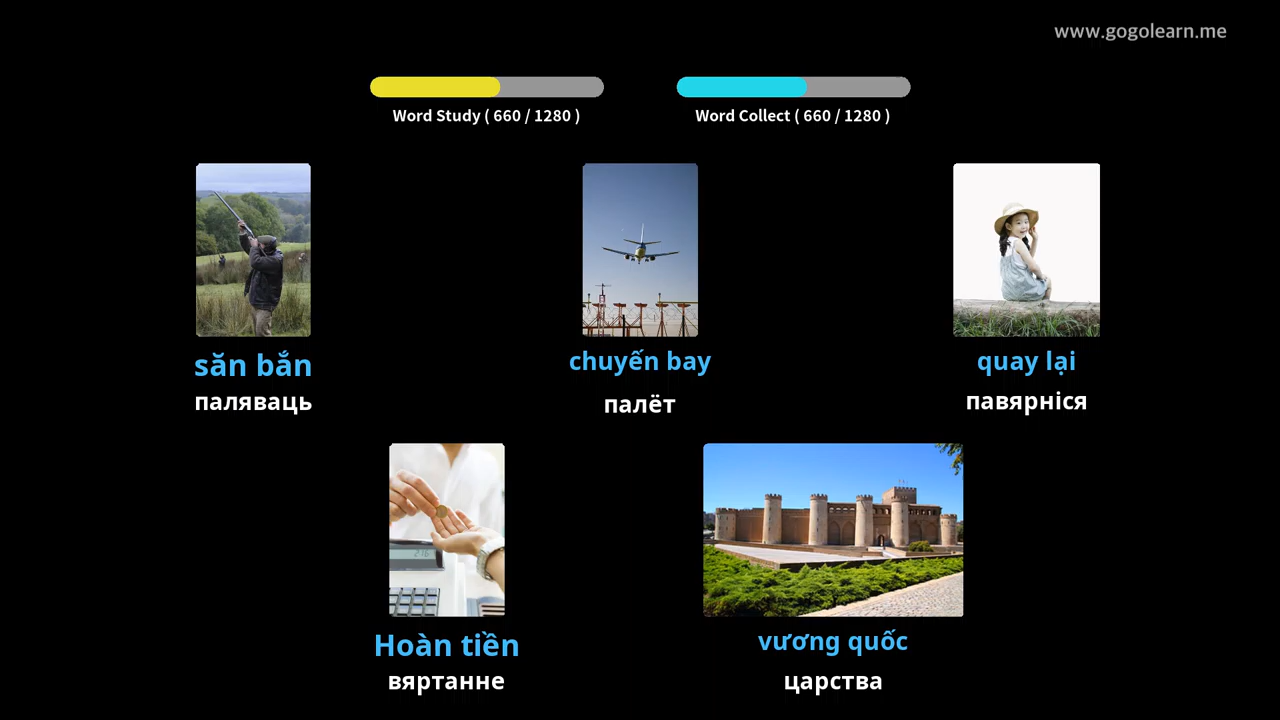 www.gogolearn.me
Word Study ( 660 / 1280 )
Word Collect ( 660 / 1280 )
săn bắn
паляваць
chuyến bay
палёт
quay lại
павярніся
Hoàn tiền
вяртанне
vương quốc
царства